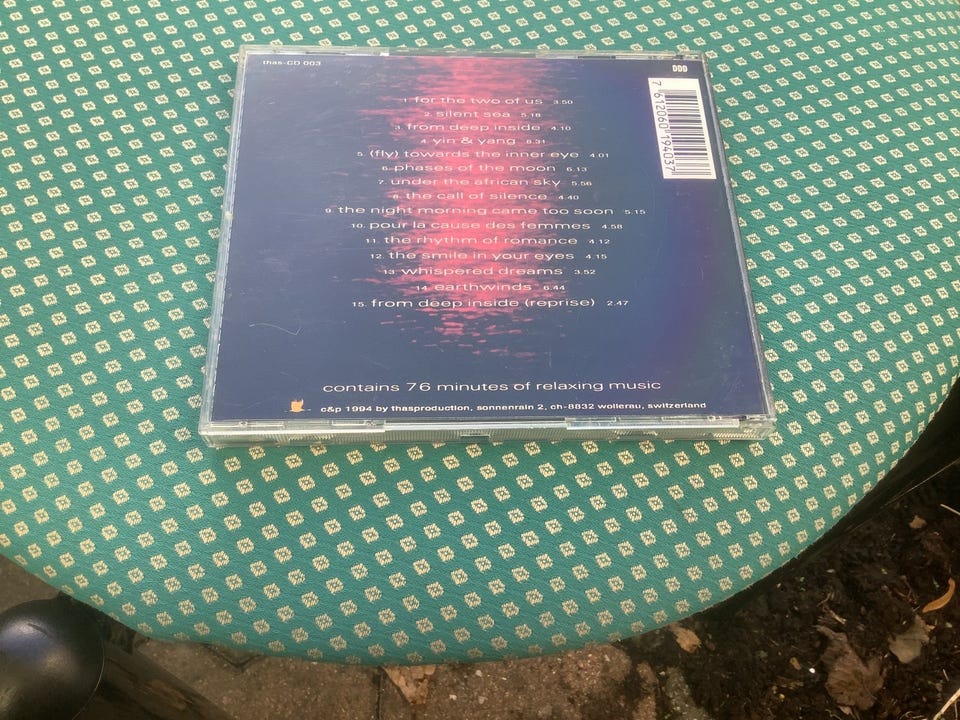 thas-CD 003
DDD
7 612060 194037
1. for the two of us 3.50
2. silent sea 5.18
3. from deep inside 4.10
4. yin & yang 8.31
5. (fly) towards the inner eye 4.01
6. phases of the moon 6.13
7. under the african sky 5.56
8. the call of silence 4.40
9. the night morning came too soon 5.15
10. pour la cause des femmes 4.58
11. the rhythm of romance 4.12
12. the smile in your eyes 4.15
13. whispered dreams 3.52
14. earthwinds 6.44
15. from deep inside (reprise) 2.47
contains 76 minutes of relaxing music
c&p 1994 by thasproduction, sonnenrain 2, ch-8832 wollerau, switzerland